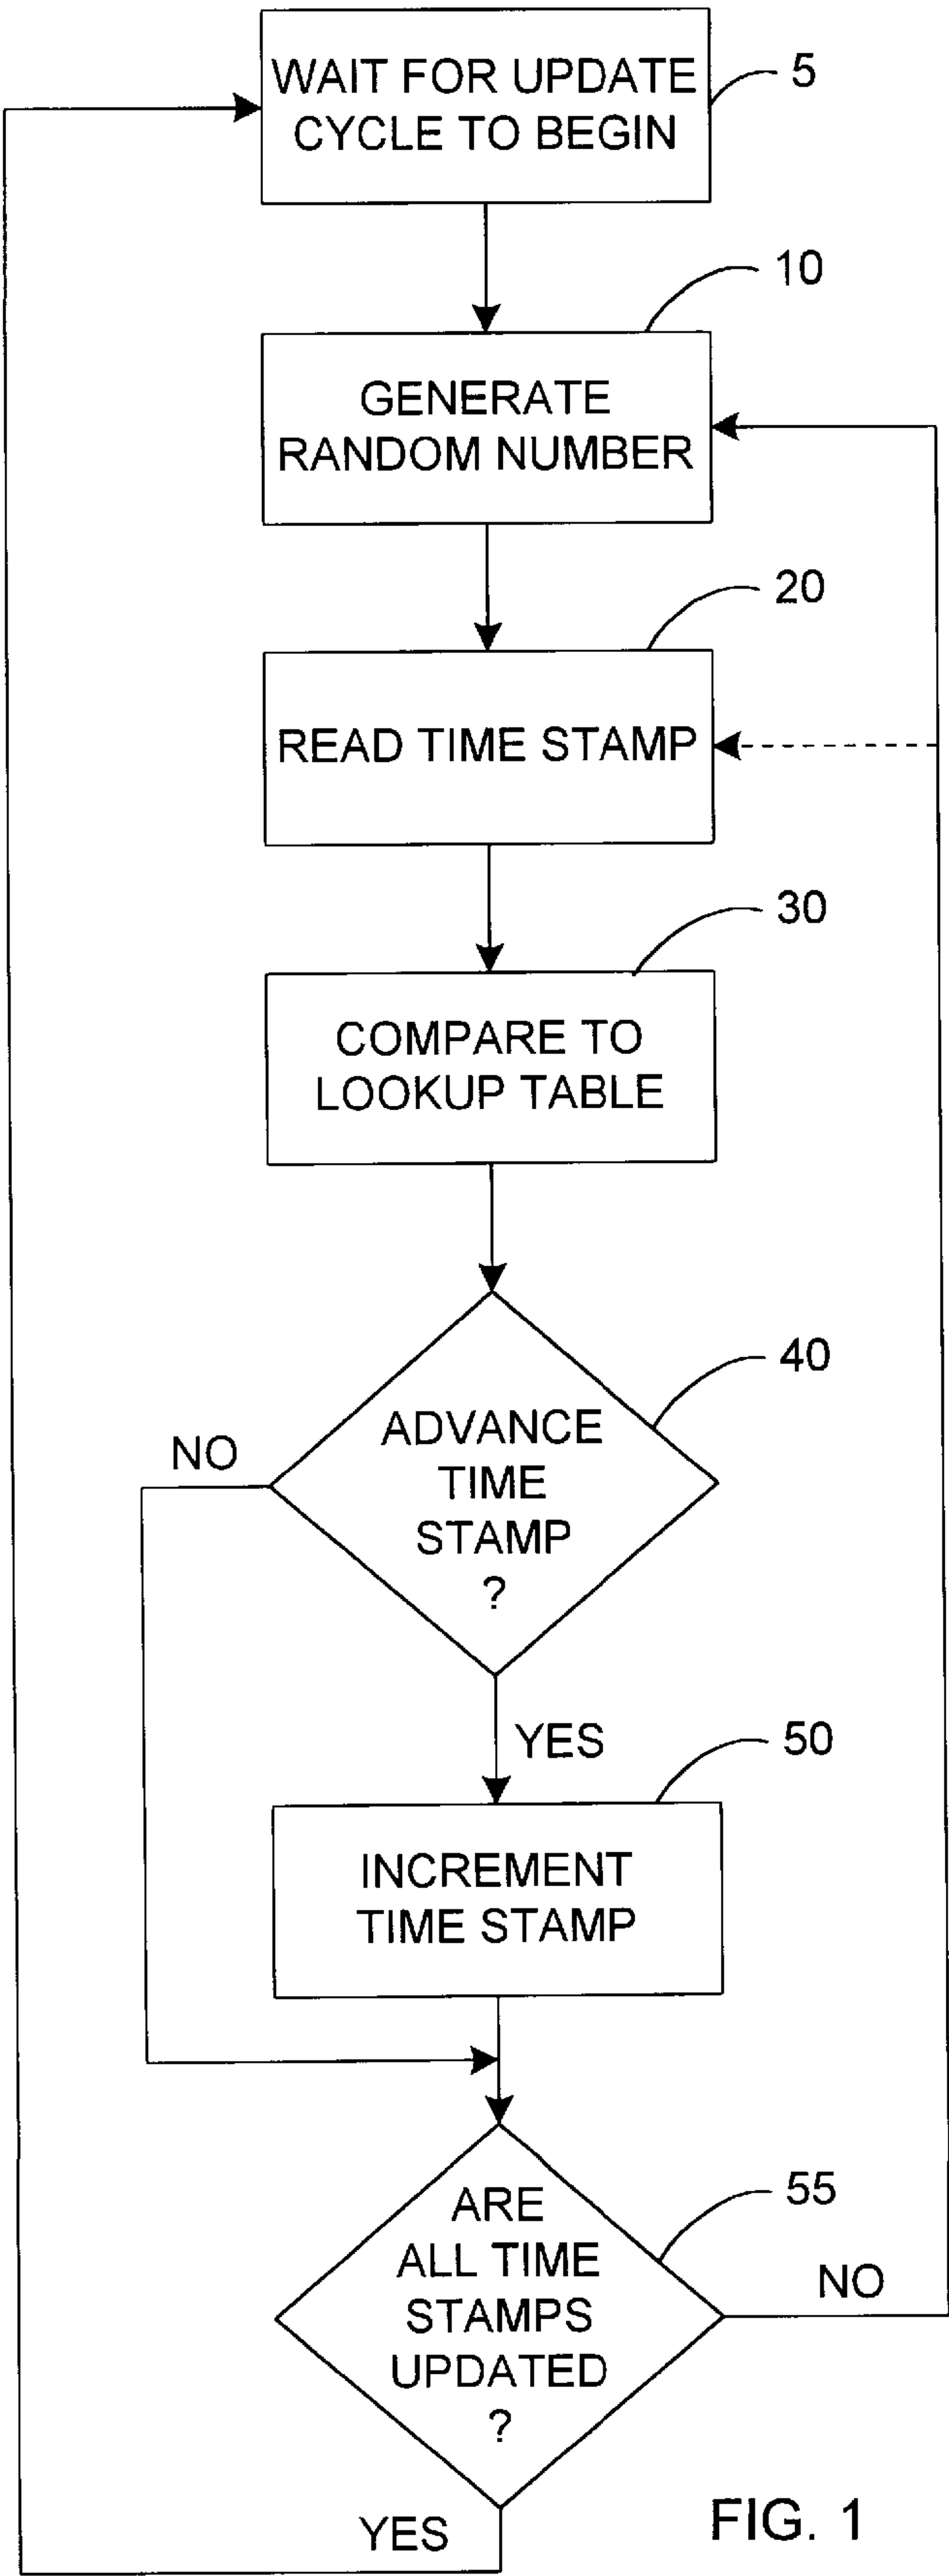 WAIT FOR UPDATE
CYCLE TO BEGIN
5
10
GENERATE
RANDOM NUMBER
20
READ TIME STAMP
30
COMPARE TO
LOOKUP TABLE
40
ADVANCE
TIME
STAMP
?
NO
YES
50
INCREMENT
TIME STAMP
55
ARE
ALL TIME
STAMPS
UPDATED
?
NO
YES
FIG. 1